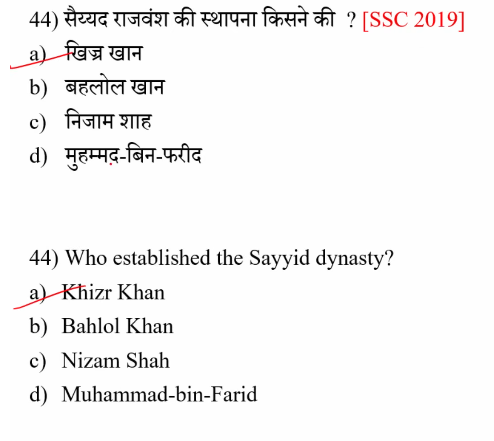 44) सैय्यद राजवंश की स्थापना किसने की ? [SSC 2019]
a) खिज्र खान
b) बहलोल खान
c) निजाम शाह
d) मुहम्मद-बिन-फरीद
44) Who established the Sayyid dynasty?
a) Khizr Khan
b) Bahlol Khan
c) Nizam Shah
d) Muhammad-bin-Farid